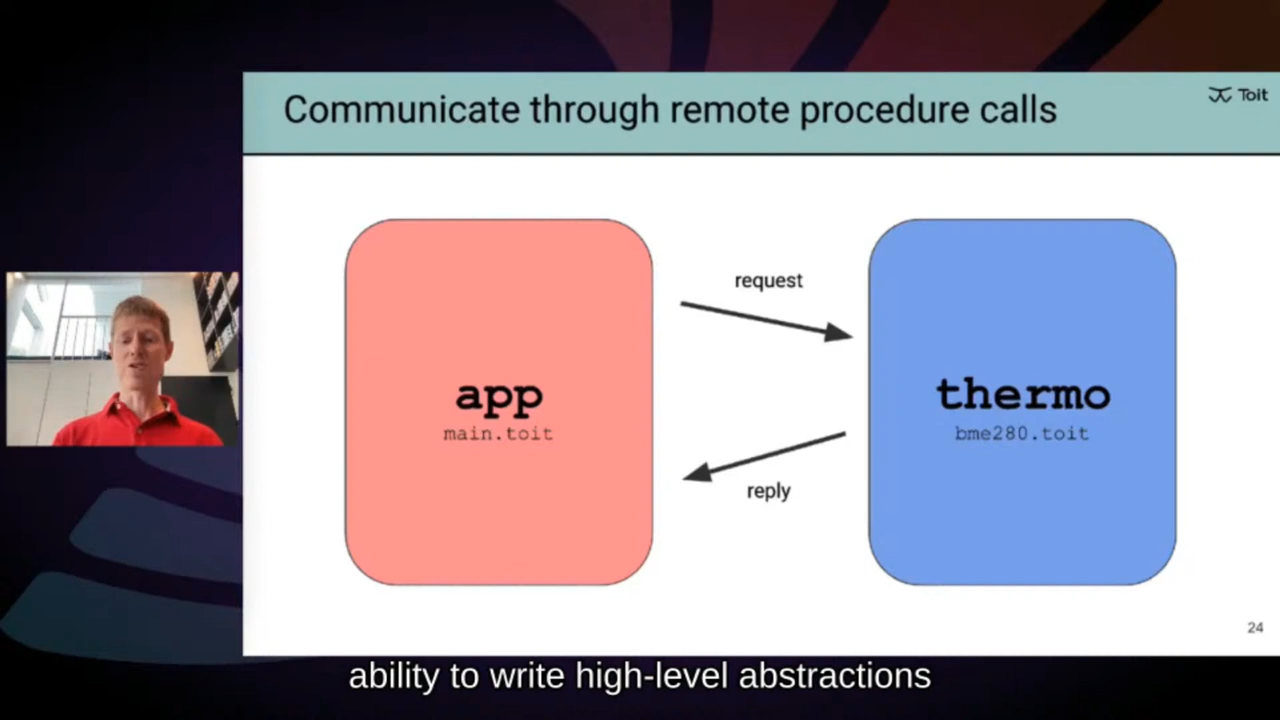 Communicate through remote procedure calls
Toit
request
app
main.toit
thermo
bme280.toit
reply
24
ability to write high-level abstractions